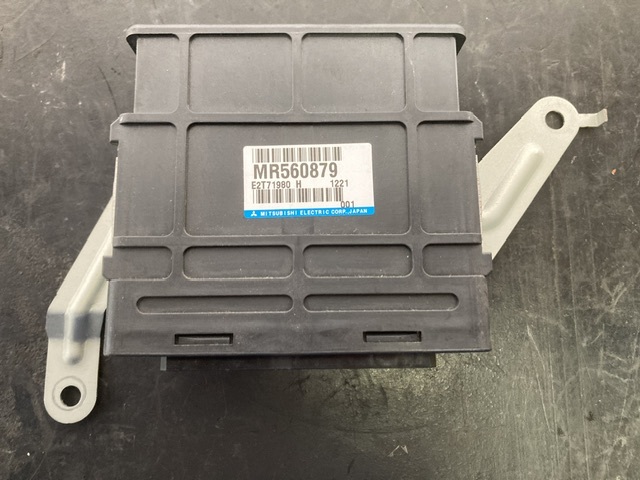 MR560879
E2T71980 H 1221
001
MITSUBISHI ELECTRIC CORP.,JAPAN